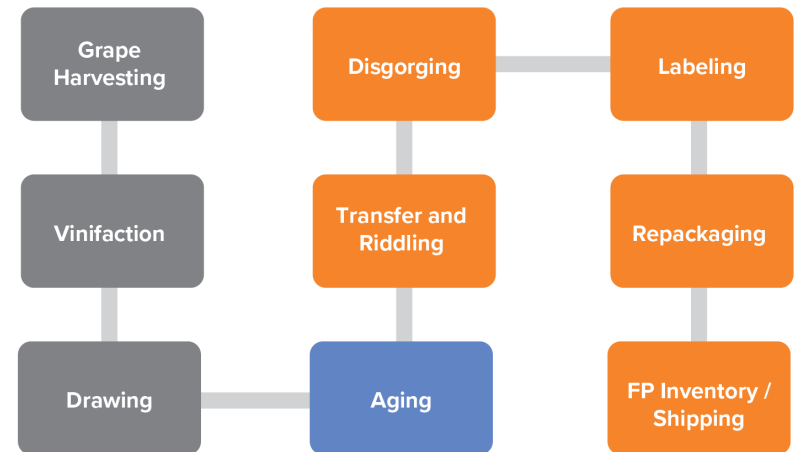 Grape
Harvesting
Vinifaction
Drawing
Aging
Transfer and
Riddling
Disgorging
Labeling
Repackaging
FP Inventory /
Shipping